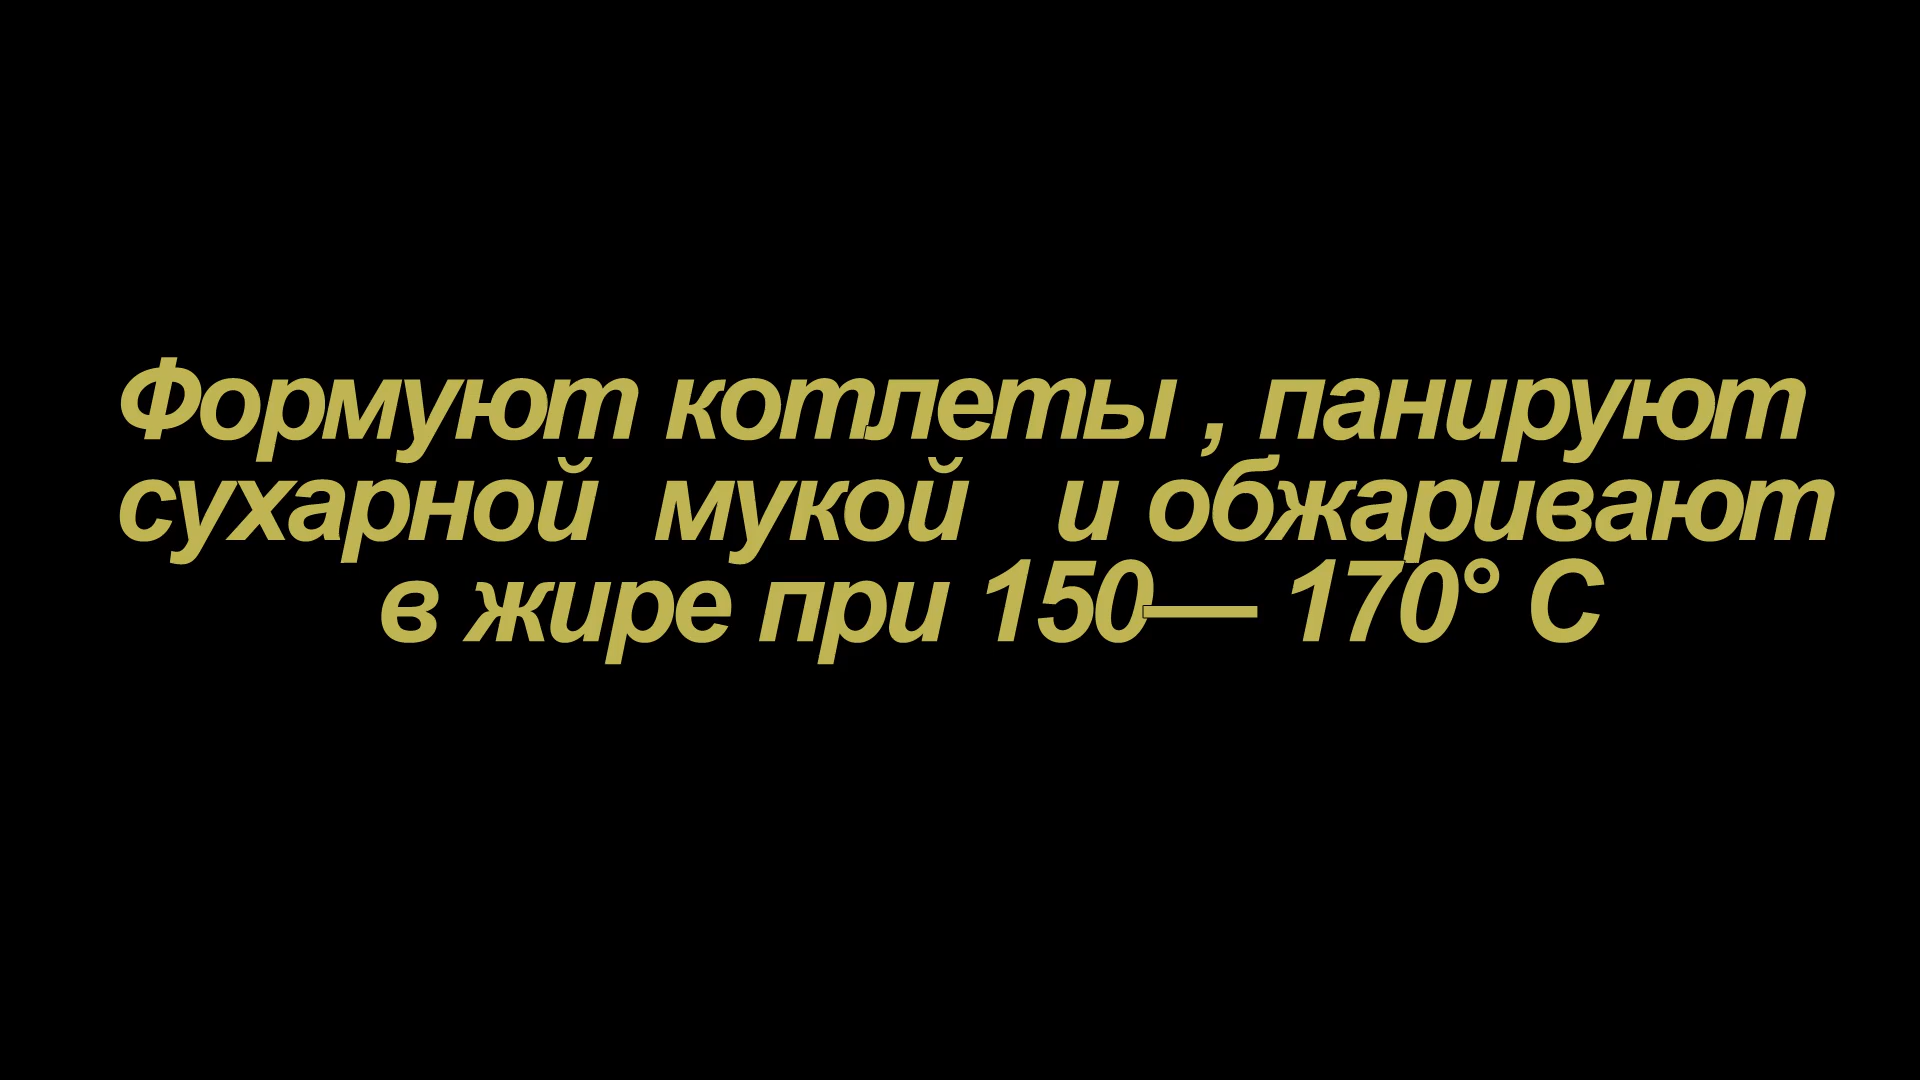 Формуют котлеты , панируют
сухарной мукой и обжаривают
в жире при 150— 170° С